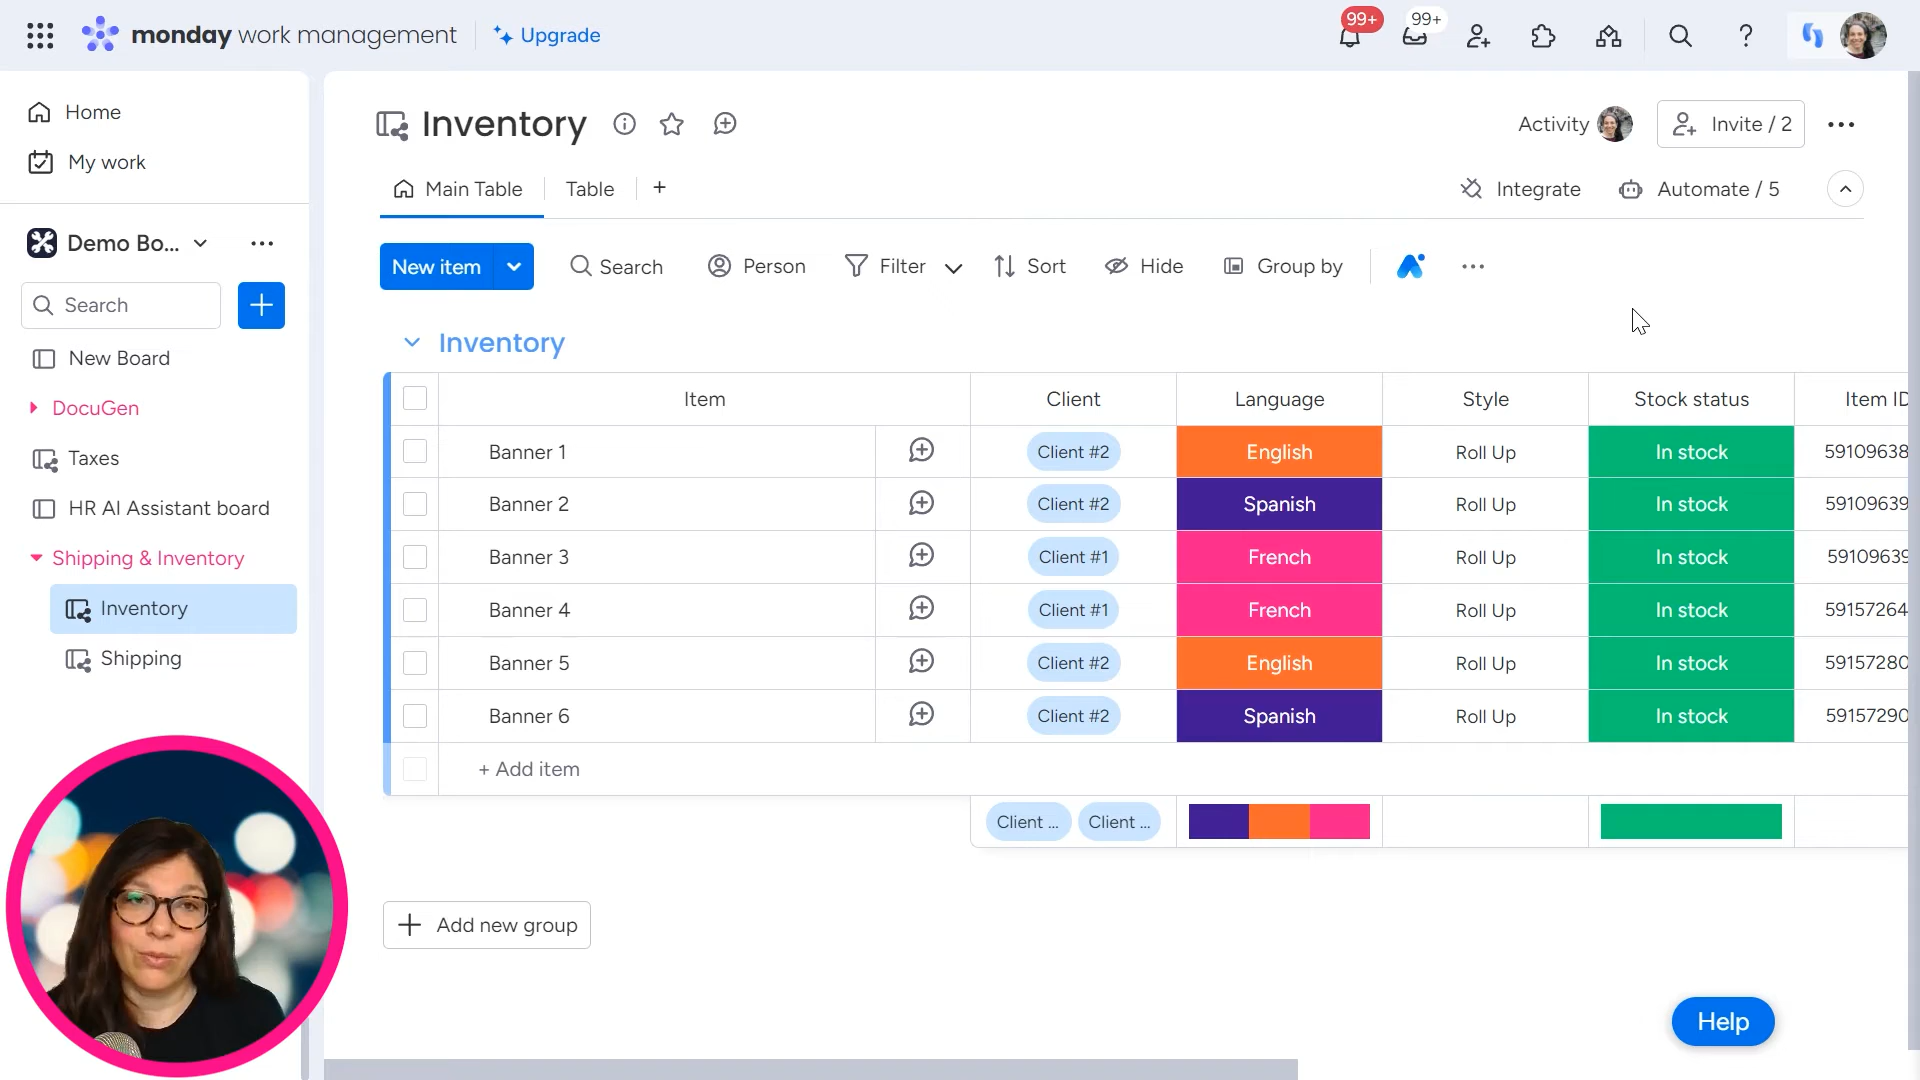 monday work management
Upgrade
99+
99+
Home
My work
Demo Bo...
Search
New Board
DocuGen
Taxes
HR AI Assistant board
Shipping & Inventory
Inventory
Shipping
Inventory
Activity
Invite / 2
Main Table
Table
Integrate
Automate / 5
New item
Search
Person
Filter
Sort
Hide
Group by
Inventory
Item Client Language Style Stock status Item ID
Banner 1 Client #2 English Roll Up In stock 59109638
Banner 2 Client #2 Spanish Roll Up In stock 59109639
Banner 3 Client #1 French Roll Up In stock 59109639
Banner 4 Client #1 French Roll Up In stock 59157264
Banner 5 Client #2 English Roll Up In stock 59157280
Banner 6 Client #2 Spanish Roll Up In stock 59157290
+ Add item
Client ... Client ...
Add new group
Help